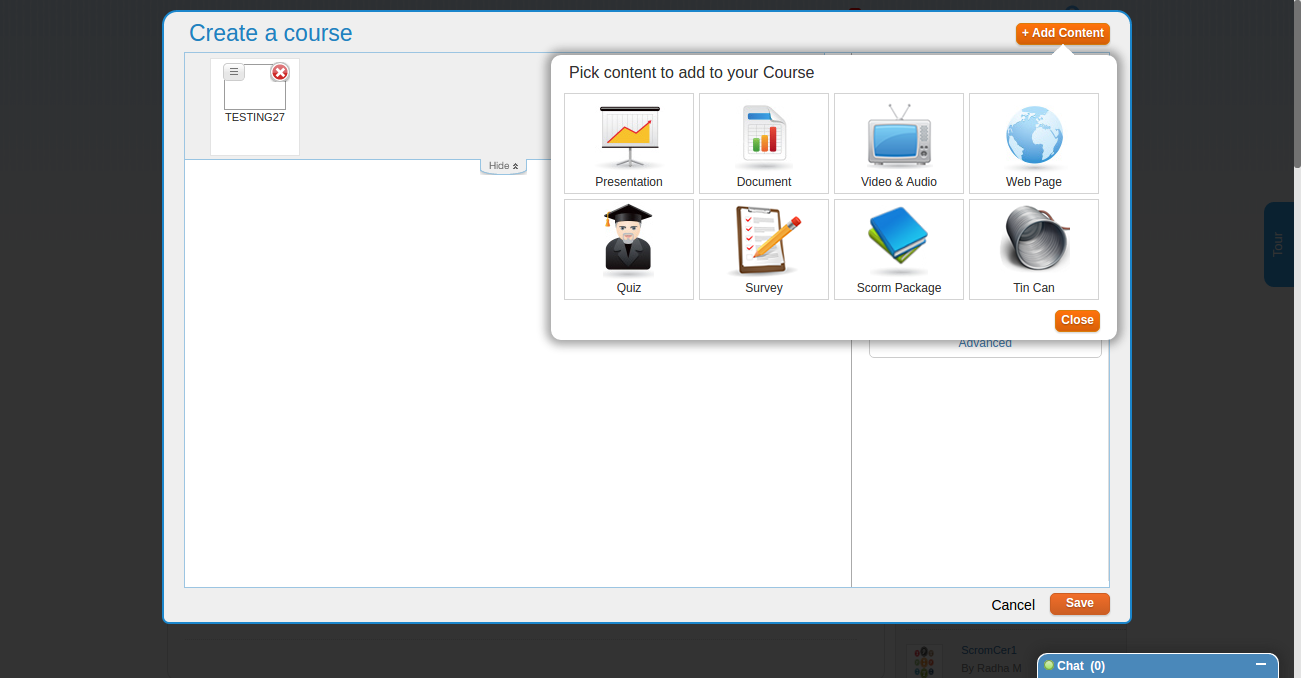 Create a course
+ Add Content
TESTING27
Hide
Pick content to add to your Course
Presentation
Document
Video & Audio
Web Page
Quiz
Survey
Scorm Package
Tin Can
Close
Advanced
Tour
Cancel
Save
ScromCer1
By Radha M
Chat (0)